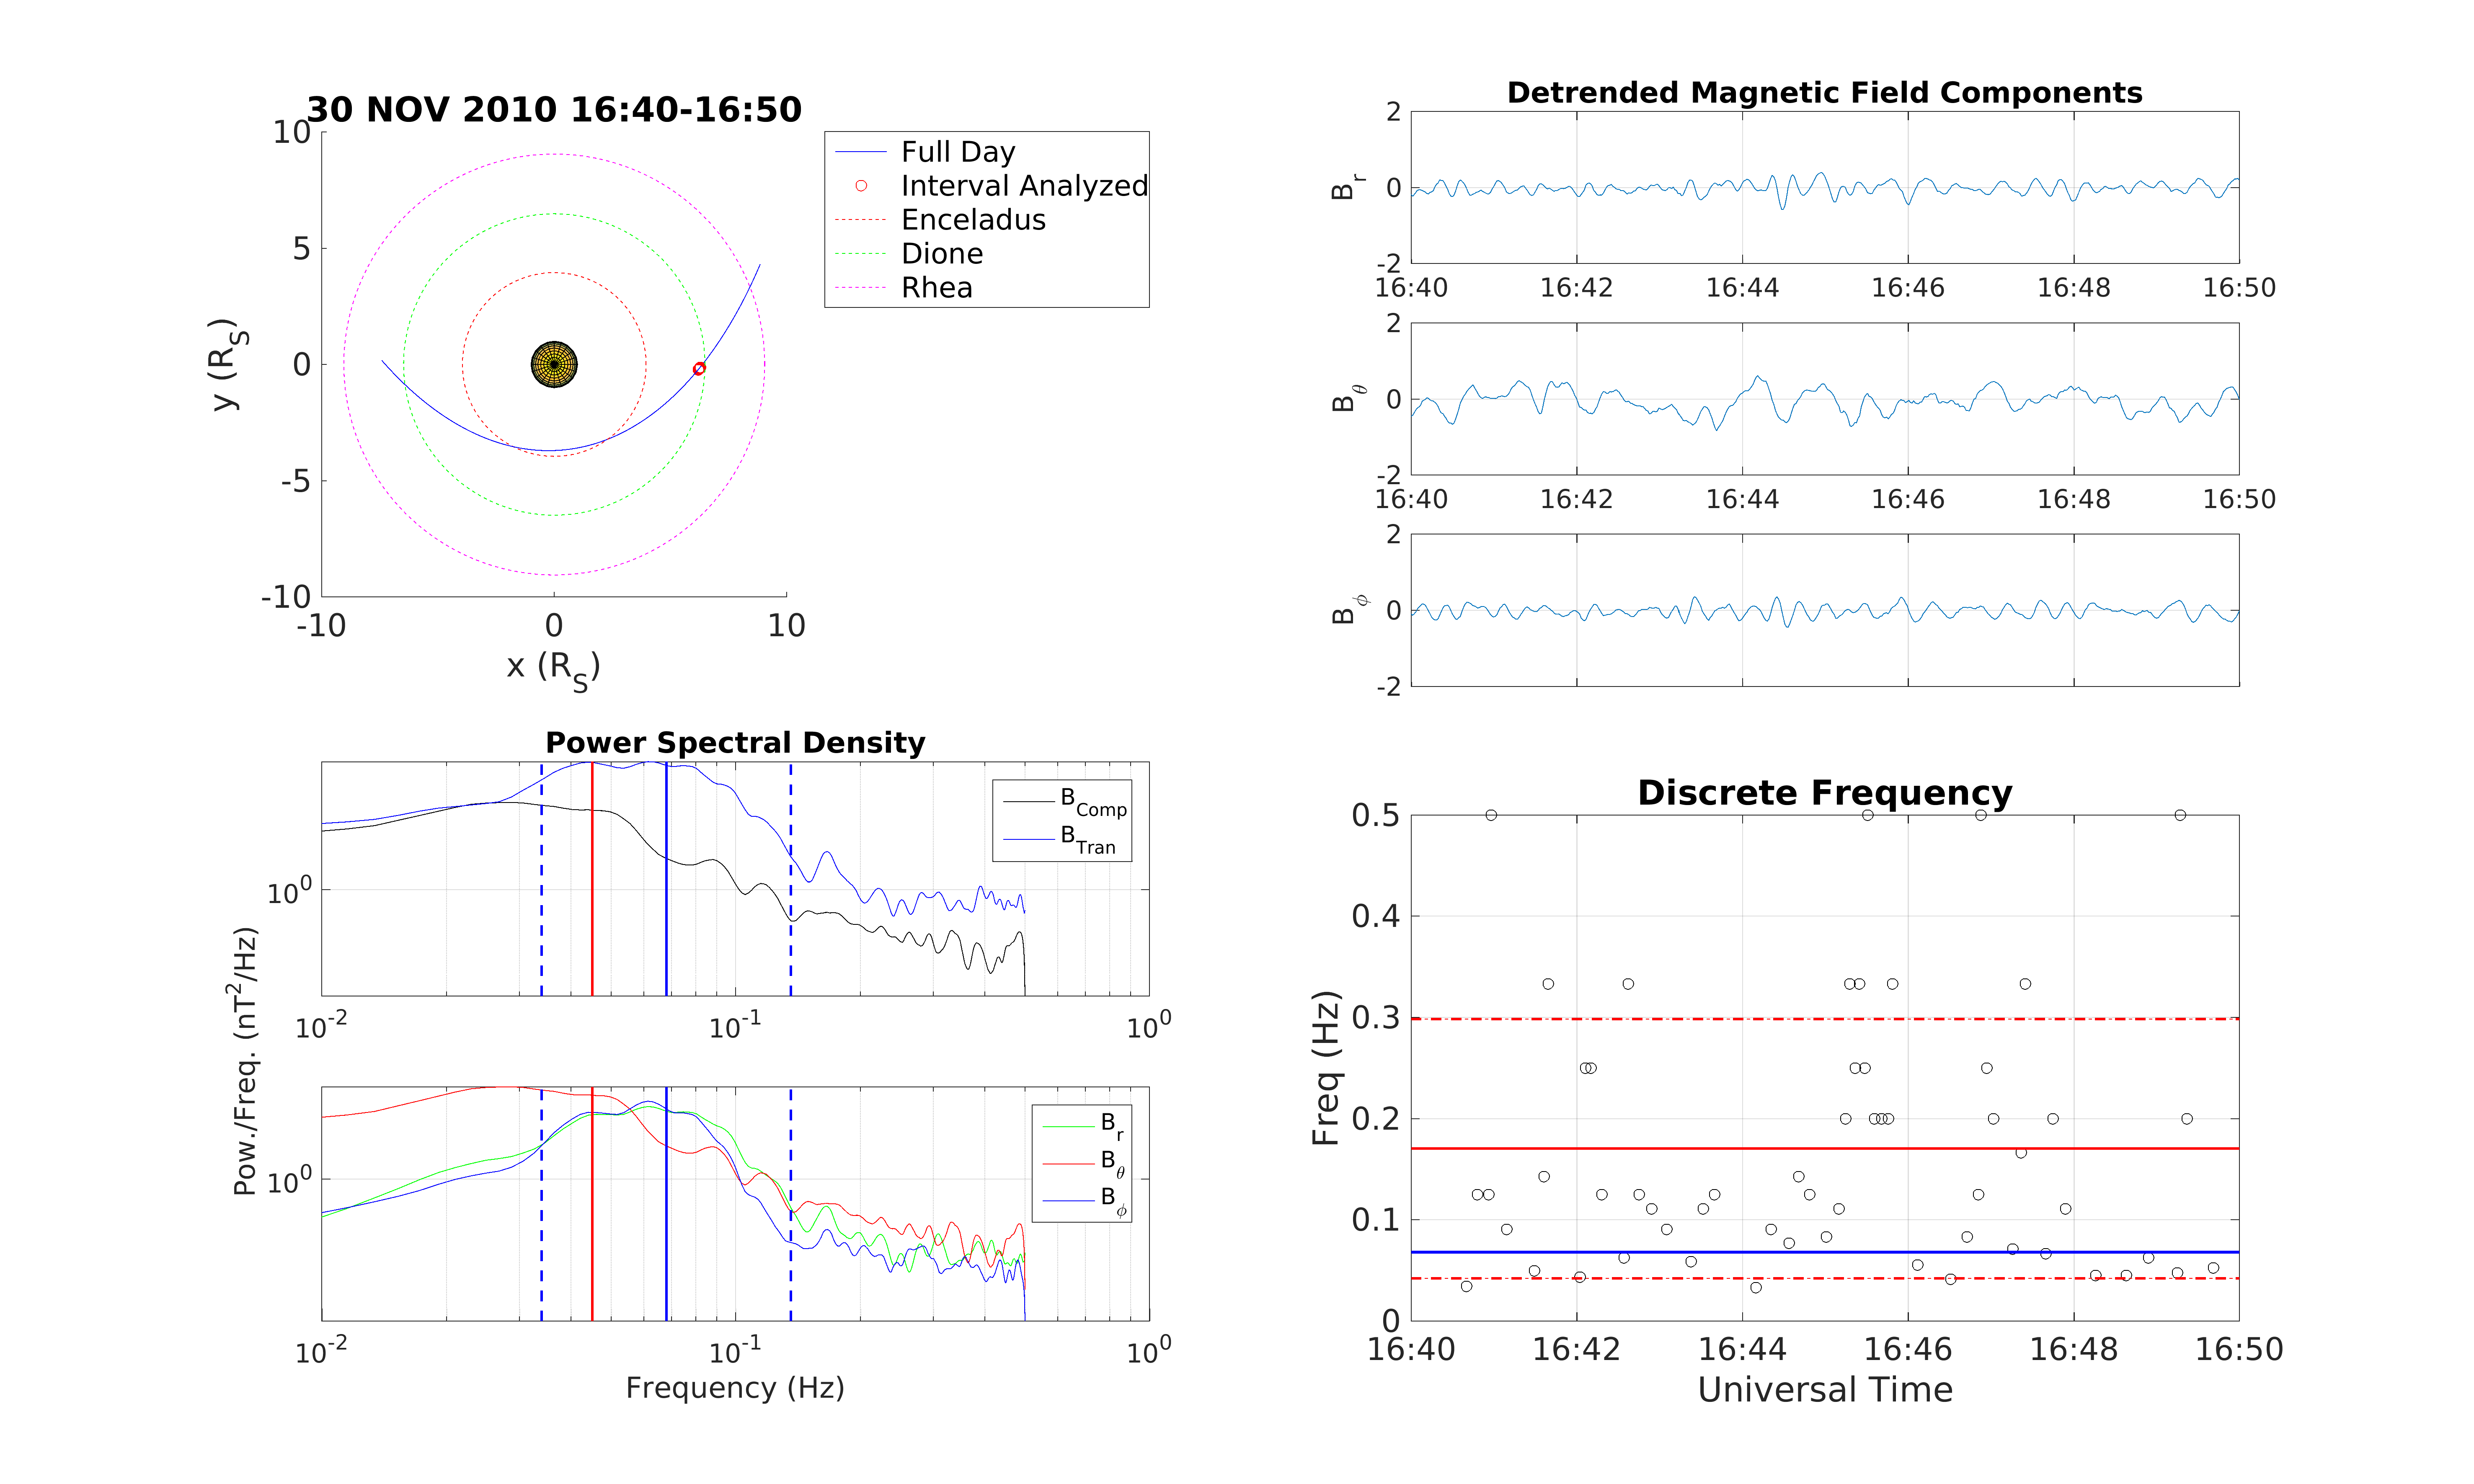 30 NOV 2010 16:40-16:50
10
5
0
-5
-10
-10 0 10
y (R_S)
x (R_S)
Full Day
Interval Analyzed
Enceladus
Dione
Rhea
Detrended Magnetic Field Components
2
0
-2
B_r
16:40 16:42 16:44 16:46 16:48 16:50
2
0
-2
B_θ
16:40 16:42 16:44 16:46 16:48 16:50
2
0
-2
B_ϕ
Power Spectral Density
10^0
10^-2 10^-1 10^0
B_Comp
B_Tran
Pow./Freq. (nT^2/Hz)
10^0
10^-2 10^-1 10^0
B_r
B_θ
B_ϕ
Frequency (Hz)
Discrete Frequency
0.5
0.4
0.3
0.2
0.1
0
Freq (Hz)
16:40 16:42 16:44 16:46 16:48 16:50
Universal Time